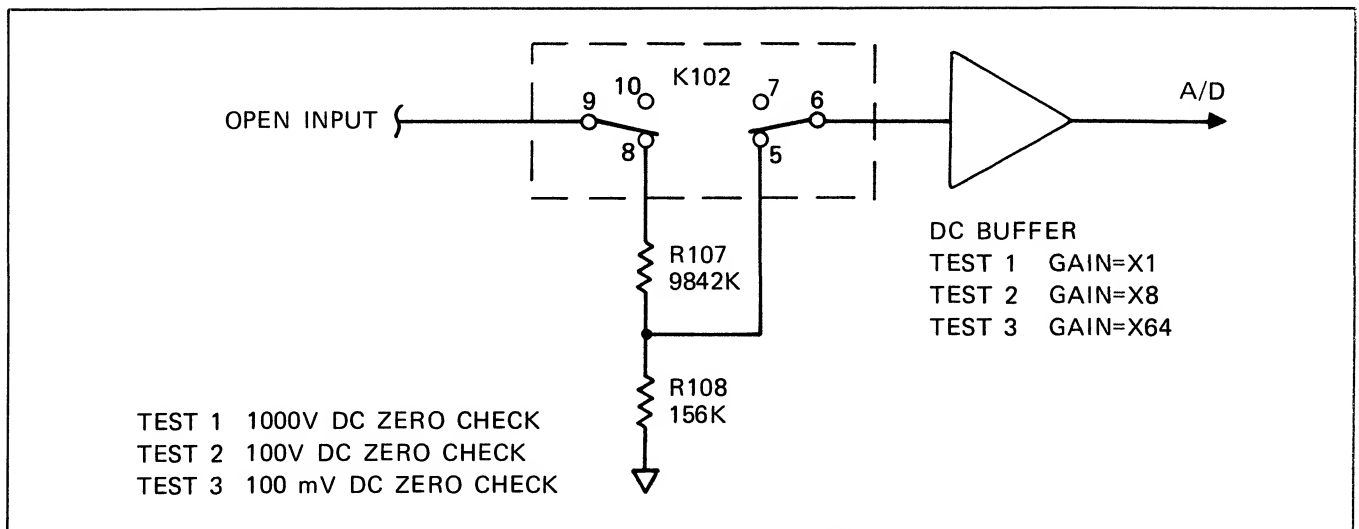 K102
10
7
9
6
8
5
OPEN INPUT
A/D
R107
9842K
R108
156K
DC BUFFER
TEST 1 GAIN=X1
TEST 2 GAIN=X8
TEST 3 GAIN=X64
TEST 1 1000V DC ZERO CHECK
TEST 2 100V DC ZERO CHECK
TEST 3 100 mV DC ZERO CHECK